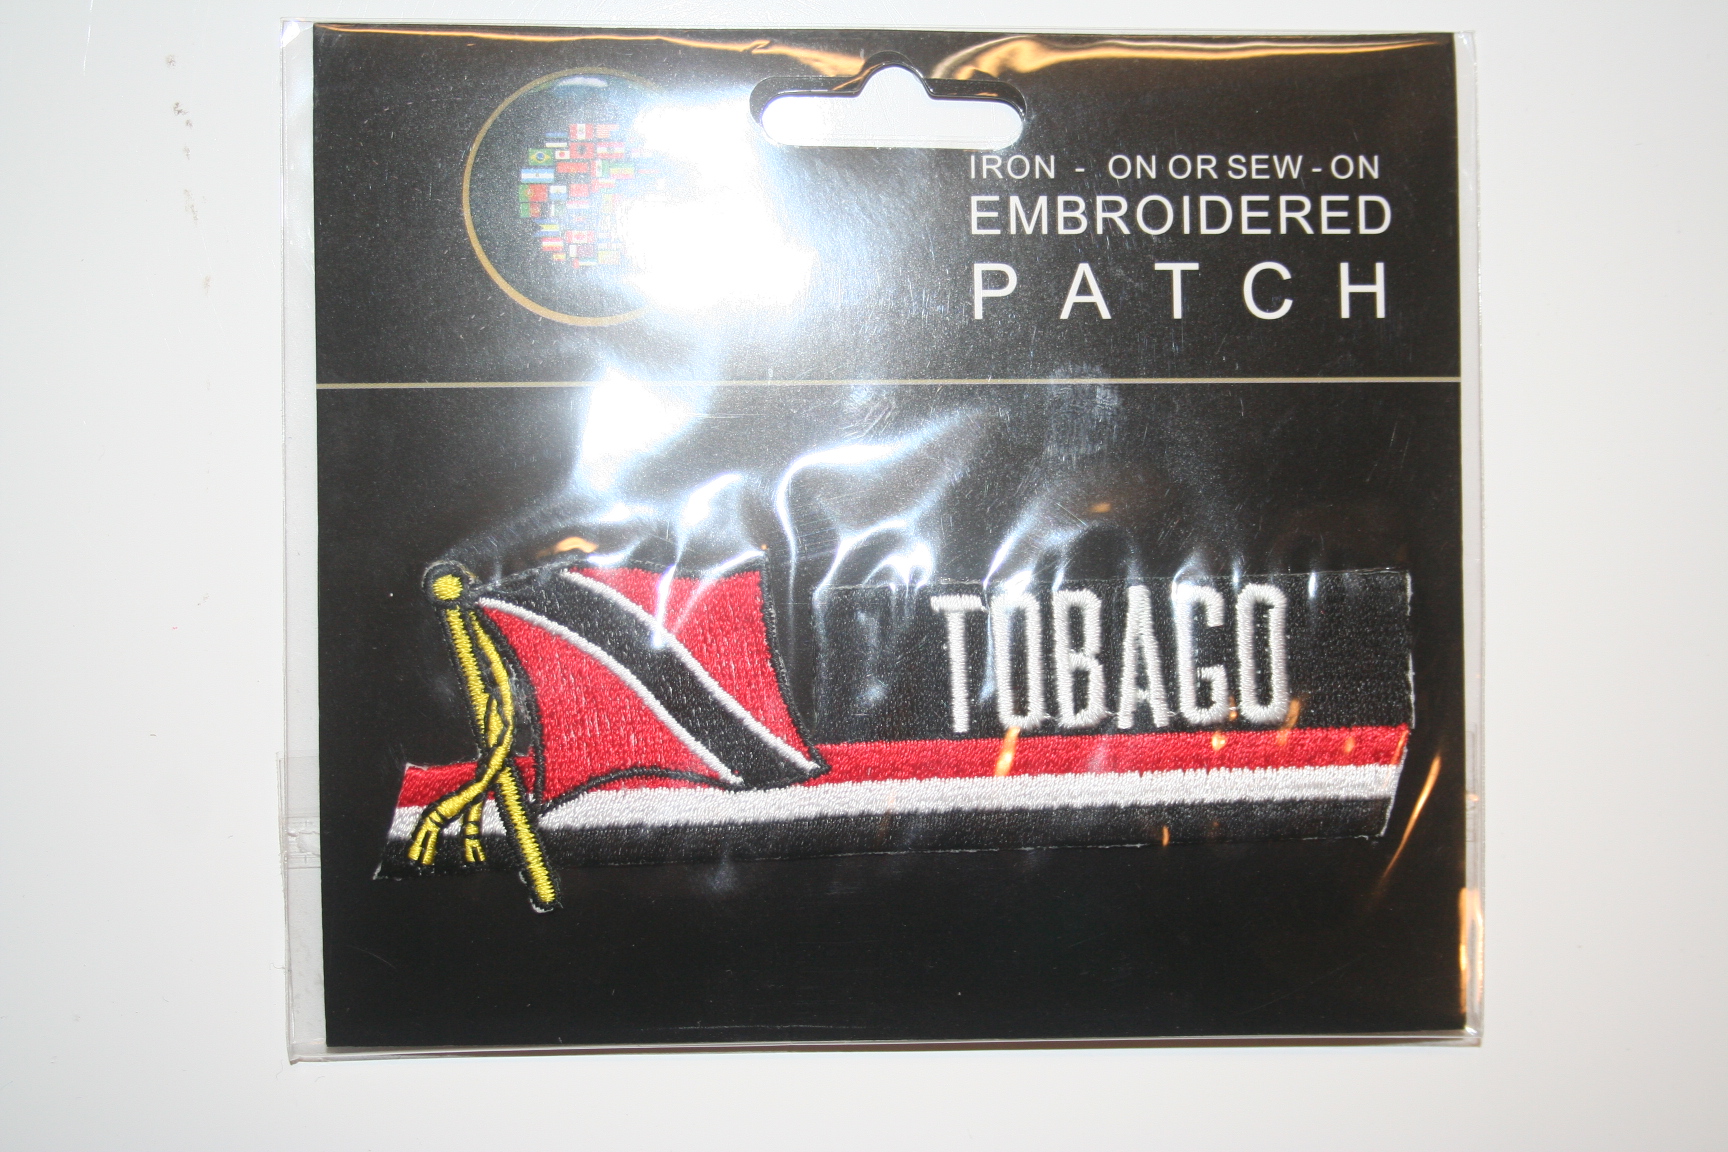 IRON - ON OR SEW - ON
EMBROIDERED
PATCH
TOBAGO